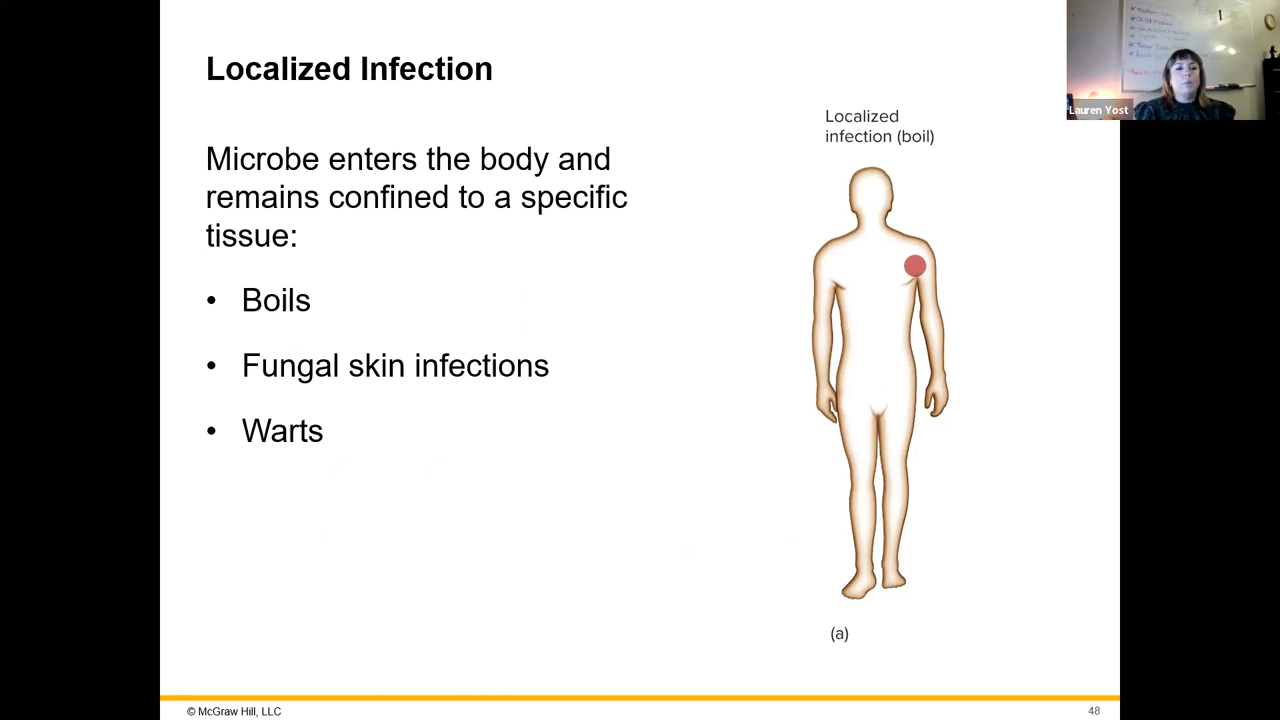 Localized Infection
Microbe enters the body and
remains confined to a specific
tissue:
• Boils
• Fungal skin infections
• Warts
Localized
infection (boil)
(a)
Lauren Yost
© McGraw Hill, LLC
48